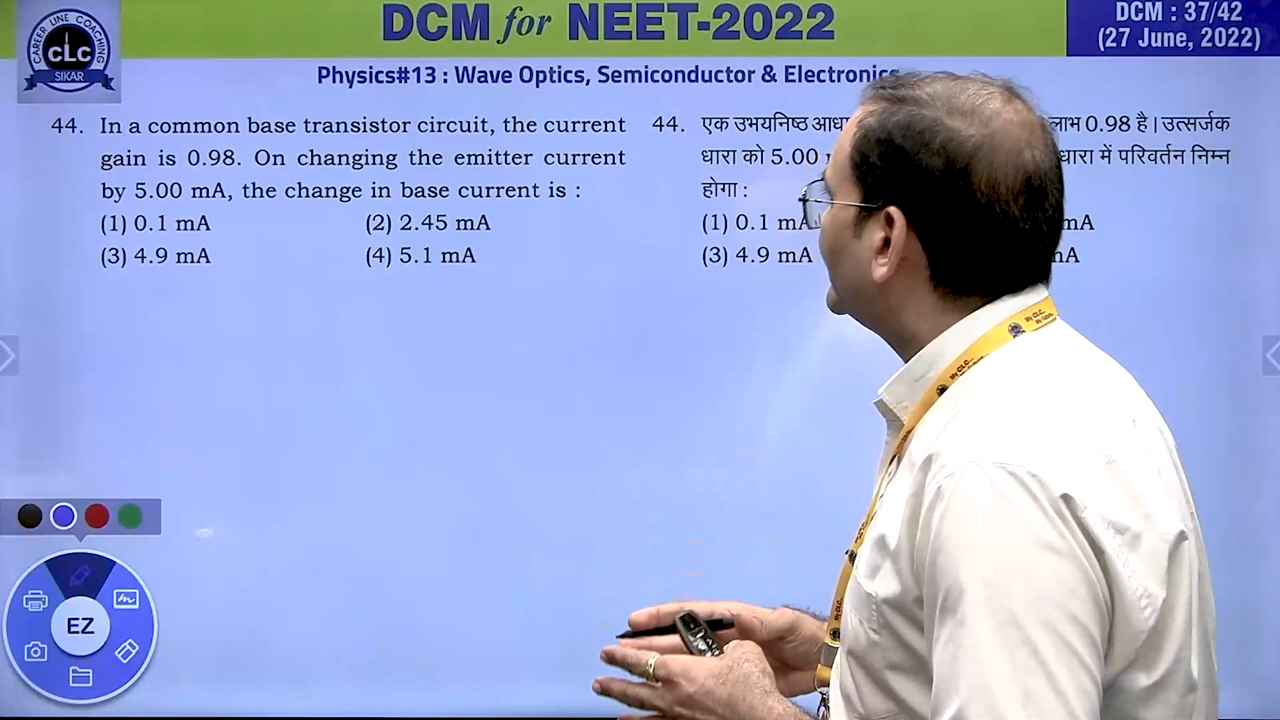 CAREER LINE COACHING
CLC
SIKAR
DCM for NEET-2022
DCM : 37/42
(27 June, 2022)
Physics#13 : Wave Optics, Semiconductor & Electronics
44. In a common base transistor circuit, the current
gain is 0.98. On changing the emitter current
by 5.00 mA, the change in base current is :
(1) 0.1 mA (2) 2.45 mA
(3) 4.9 mA (4) 5.1 mA
44. एक उभयनिष्ठ लाभ 0.98 है। उत्सर्जक
धारा को 5.00 धारा में परिवर्तन निम्न
होगा :
(1) 0.1 mA mA
(3) 4.9 mA mA
EZ
My CLC..